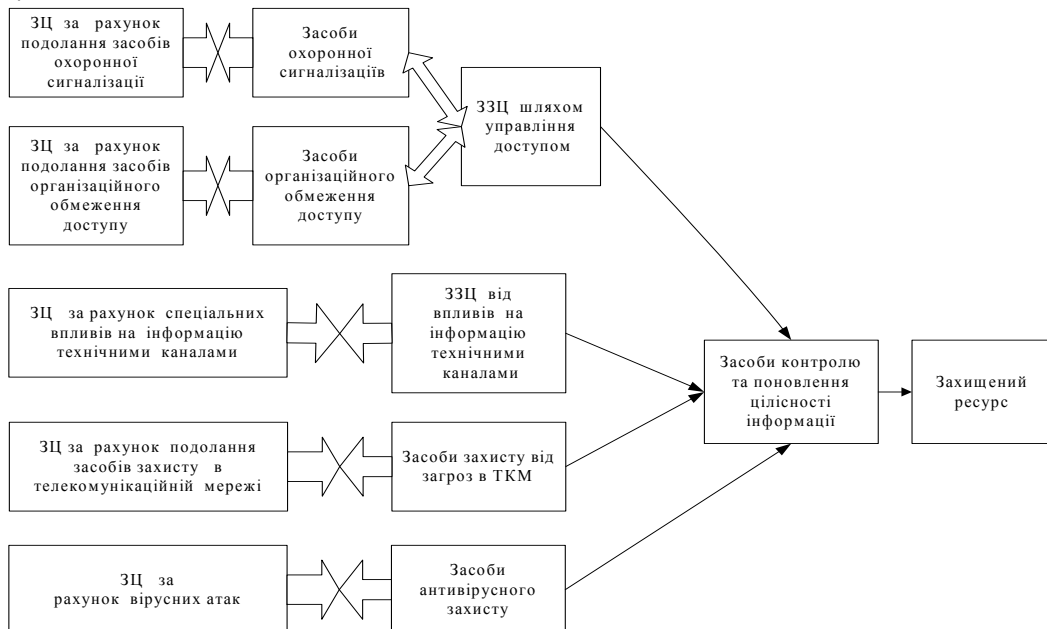 ЗЦ за рахунок
подолання засобів
охоронної
сигналізації
Засоби
охоронної
сигналізаціїв
ЗЗЦ шляхом
управління
доступом
ЗЦ за рахунок
подолання засобів
організаційного
обмеження
доступу
Засоби
організаційного
обмеження
доступу
ЗЦ за рахунок спеціальних
впливів на інформацію
технічними каналами
ЗЗЦ від
впливів на
інформацію
технічними
каналами
Засоби контролю
та поновлення
цілісності
інформації
Захищений
ресурс
ЗЦ за рахунок подолання
засобів захисту в
телекомунікаційній мережі
Засоби захисту від
загроз в ТКМ
ЗЦ за
рахунок вірусних атак
Засоби
антивірусного
захисту